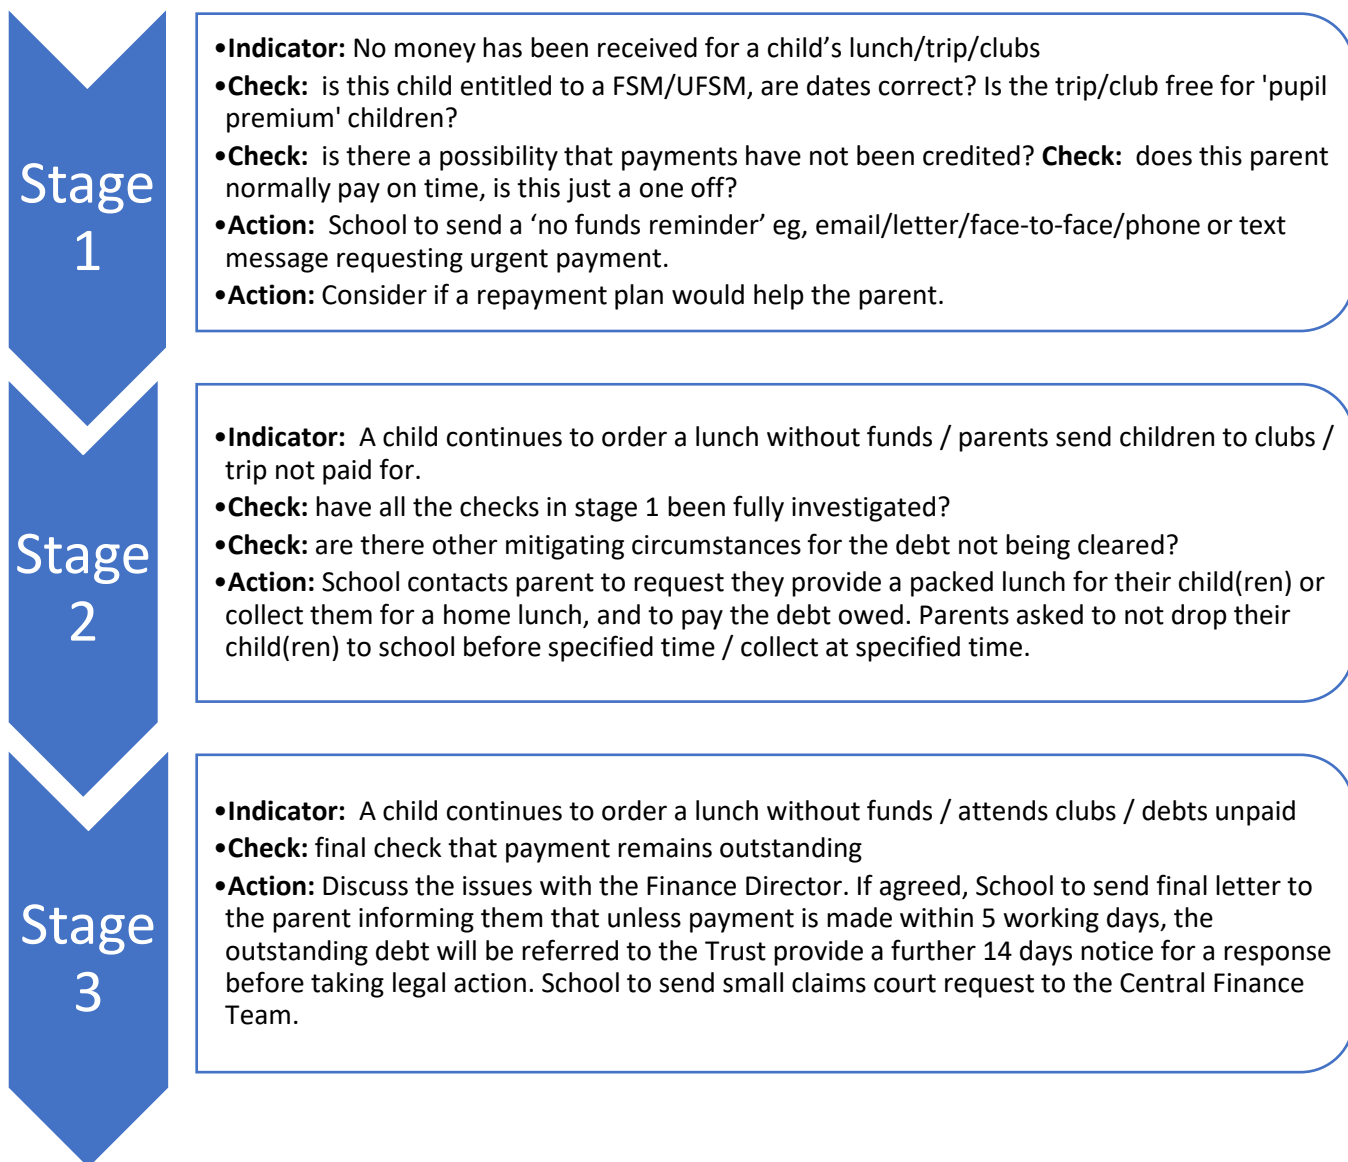 Stage
1
•Indicator: No money has been received for a child’s lunch/trip/clubs
•Check: is this child entitled to a FSM/UFSM, are dates correct? Is the trip/club free for 'pupil
premium' children?
•Check: is there a possibility that payments have not been credited? Check: does this parent
normally pay on time, is this just a one off?
•Action: School to send a ‘no funds reminder’ eg, email/letter/face-to-face/phone or text
message requesting urgent payment.
•Action: Consider if a repayment plan would help the parent.
Stage
2
•Indicator: A child continues to order a lunch without funds / parents send children to clubs /
trip not paid for.
•Check: have all the checks in stage 1 been fully investigated?
•Check: are there other mitigating circumstances for the debt not being cleared?
•Action: School contacts parent to request they provide a packed lunch for their child(ren) or
collect them for a home lunch, and to pay the debt owed. Parents asked to not drop their
child(ren) to school before specified time / collect at specified time.
Stage
3
•Indicator: A child continues to order a lunch without funds / attends clubs / debts unpaid
•Check: final check that payment remains outstanding
•Action: Discuss the issues with the Finance Director. If agreed, School to send final letter to
the parent informing them that unless payment is made within 5 working days, the
outstanding debt will be referred to the Trust provide a further 14 days notice for a response
before taking legal action. School to send small claims court request to the Central Finance
Team.